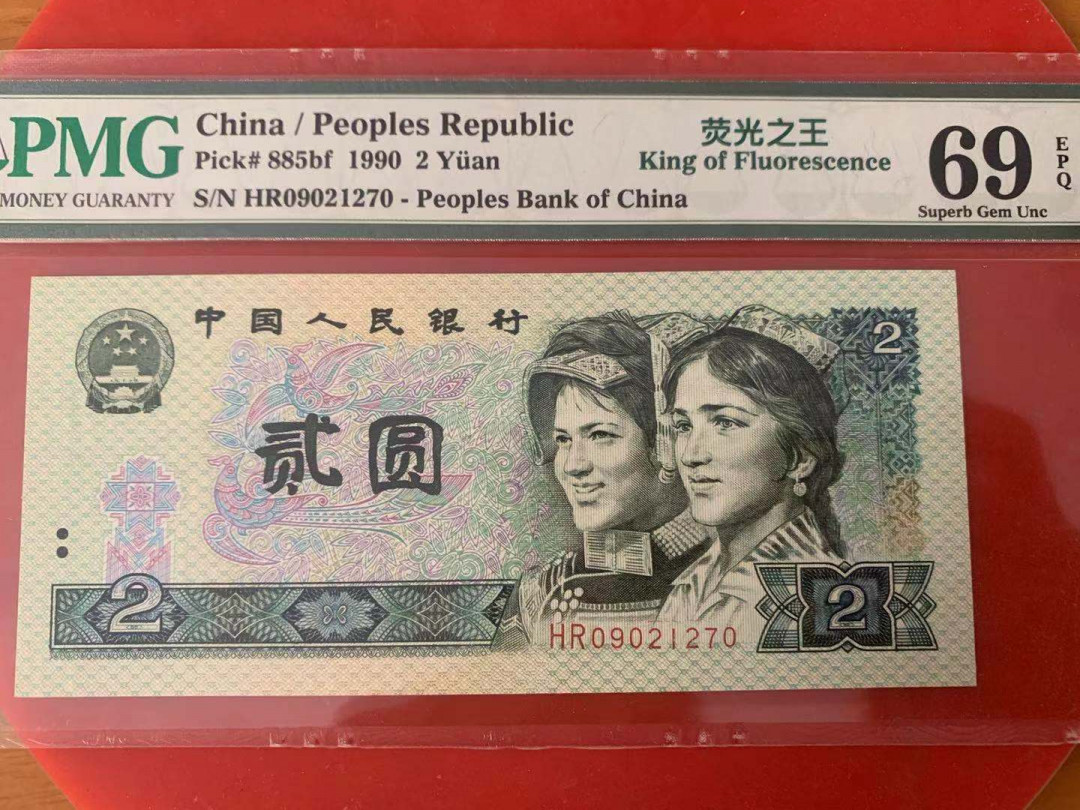 PMG
MONEY GUARANTY
China / Peoples Republic
Pick# 885bf 1990 2 Yüan
S/N HR09021270 - Peoples Bank of China
荧光之王
King of Fluorescence
69
EPQ
Superb Gem Unc
中国人民银行
2
贰圆
2
HR09021270
2